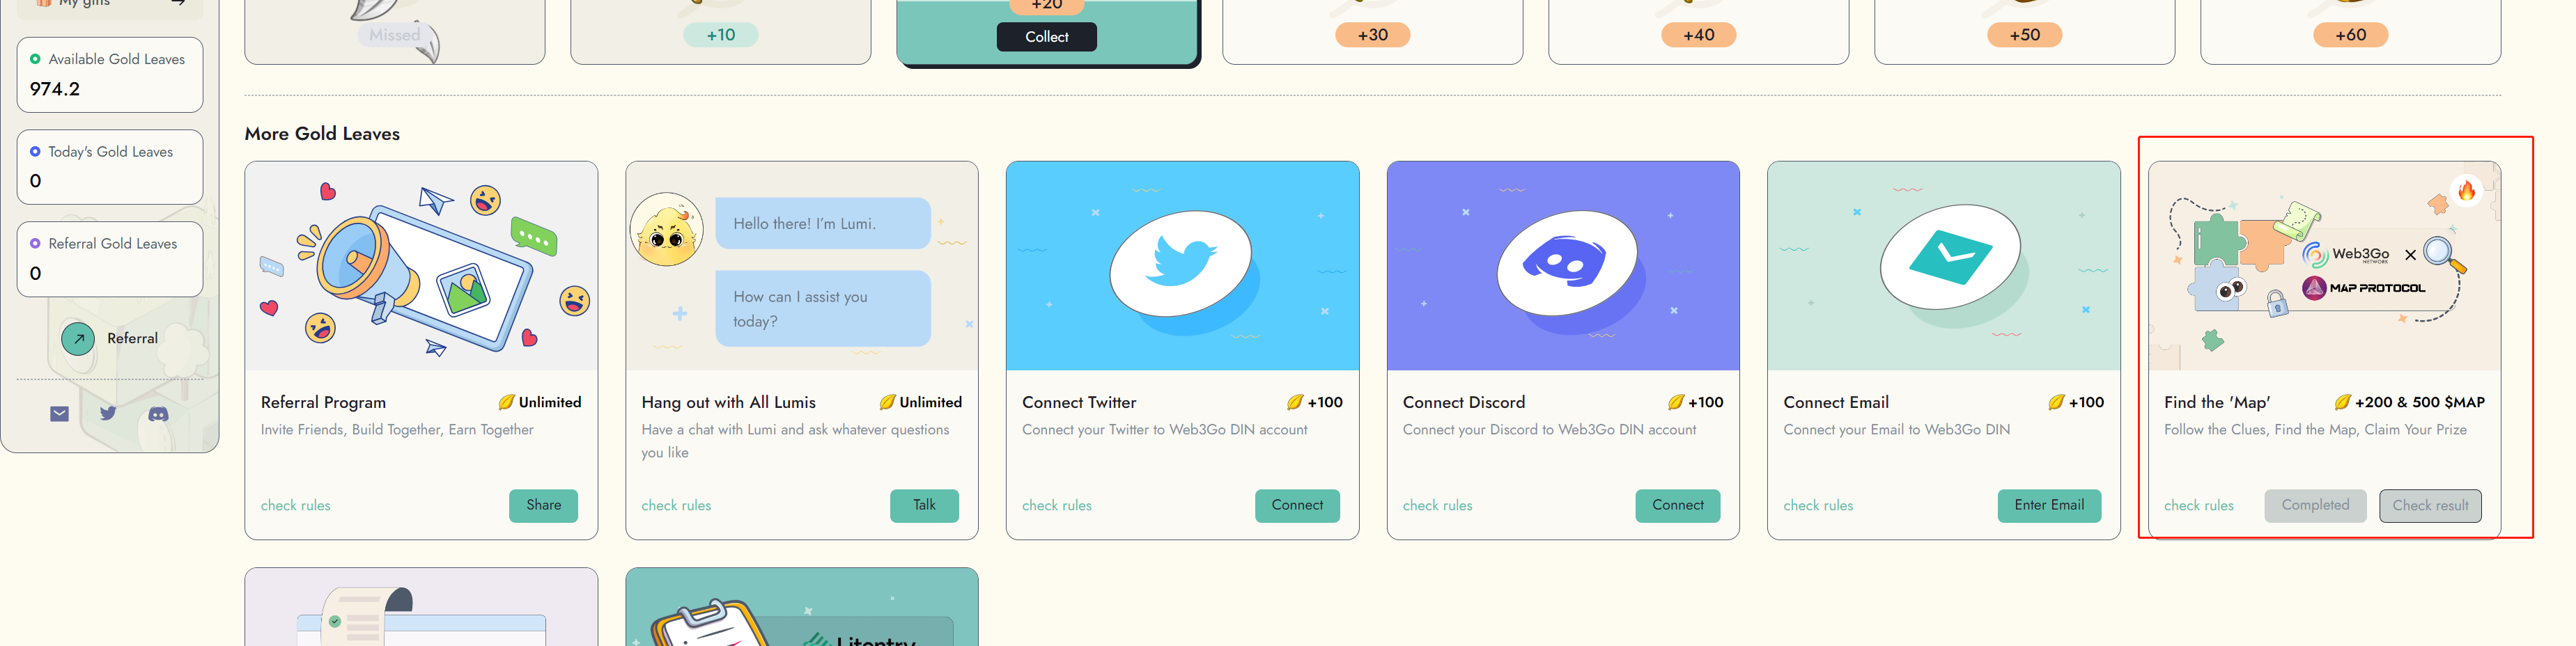 My gifts
Available Gold Leaves
974.2
Today's Gold Leaves
0
Referral Gold Leaves
0
Referral
Missed
+10
+20
Collect
+30
+40
+50
+60
More Gold Leaves
Hello there! I'm Lumi.
How can I assist you
today?
Referral Program
Unlimited
Invite Friends, Build Together, Earn Together
check rules
Share
Hang out with All Lumis
Unlimited
Have a chat with Lumi and ask whatever questions
you like
check rules
Talk
Connect Twitter
+100
Connect your Twitter to Web3Go DIN account
check rules
Connect
Connect Discord
+100
Connect your Discord to Web3Go DIN account
check rules
Connect
Connect Email
+100
Connect your Email to Web3Go DIN
check rules
Enter Email
Web3Go
NETWORK
×
MAP PROTOCOL
Find the 'Map'
+200 & 500 $MAP
Follow the Clues, Find the Map, Claim Your Prize
check rules
Completed
Check result
Litentry